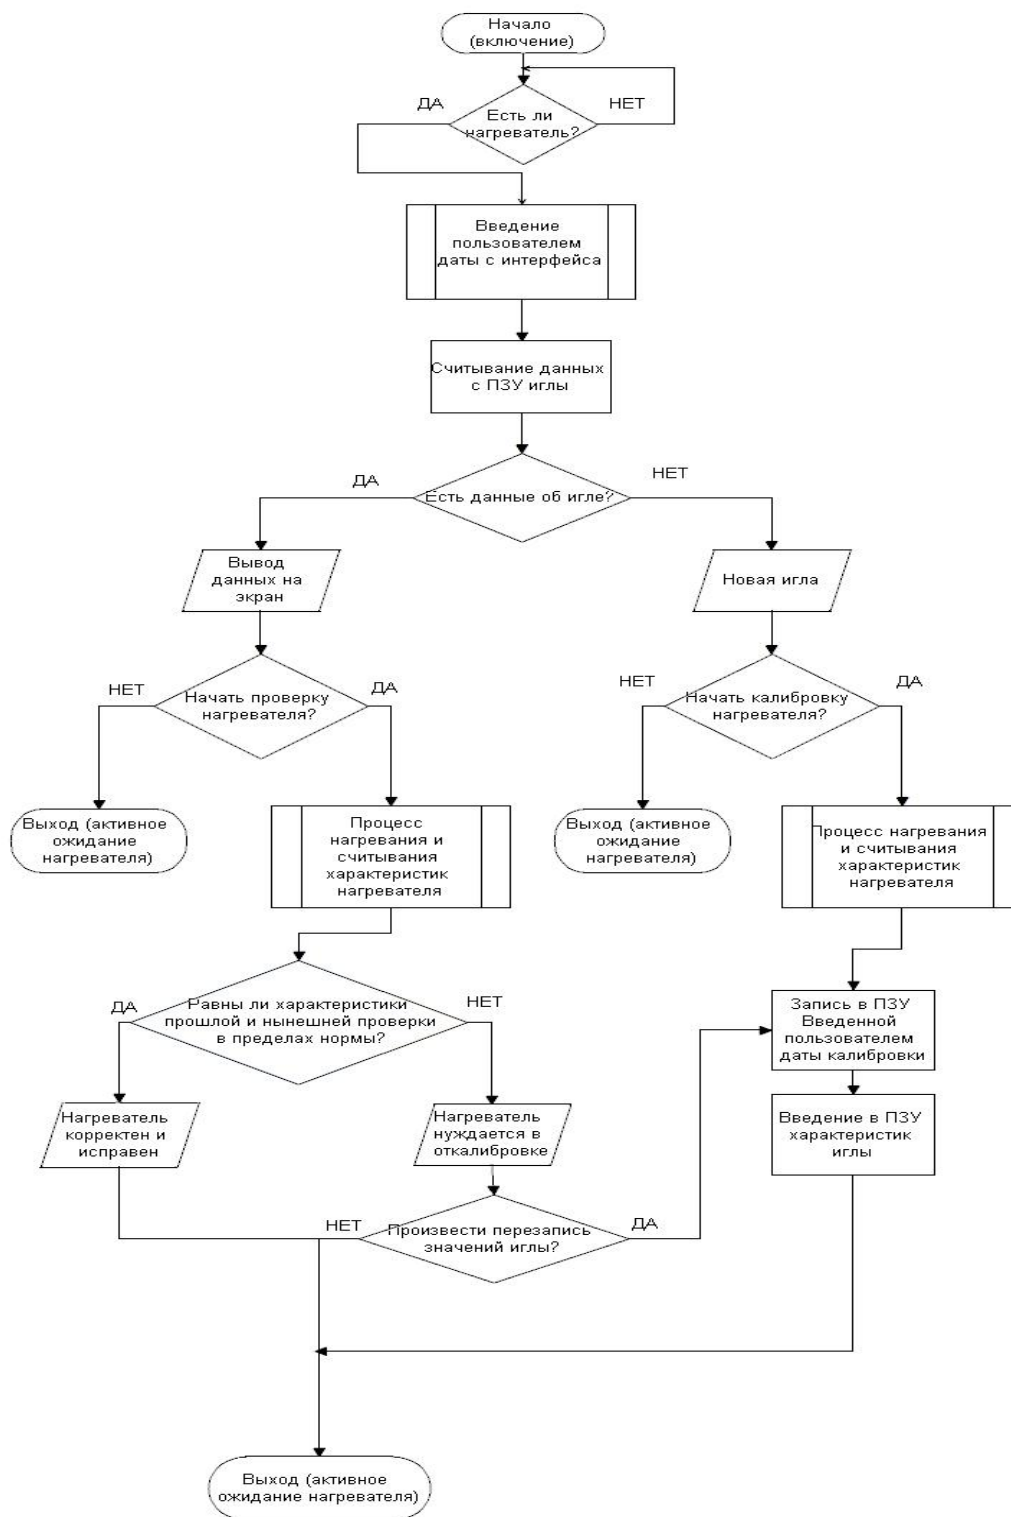 Начало
(включение)
ДА
НЕТ
Есть ли
нагреватель?
Введение
пользователем
даты с интерфейса
Считывание данных
с ПЗУ иглы
ДА
НЕТ
Есть данные об игле?
Вывод
данных на
экран
Новая игла
НЕТ
ДА
Начать проверку
нагревателя?
НЕТ
ДА
Начать калибровку
нагревателя?
Выход (активное
ожидание
нагревателя)
Процесс
нагревания и
считывания
характеристик
нагревателя
Выход (активное
ожидание
нагревателя)
Процесс нагревания
и считывания
характеристик
нагревателя
ДА
НЕТ
Равны ли характеристики
прошлой и нынешней проверки
в пределах нормы?
Запись в ПЗУ
Введенной
пользователем
даты калибровки
Нагреватель
корректен и
исправен
Нагреватель
нуждается в
откалибровке
Введение в ПЗУ
характеристик
иглы
НЕТ
ДА
Произвести перезапись
значений иглы?
Выход (активное
ожидание нагревателя)